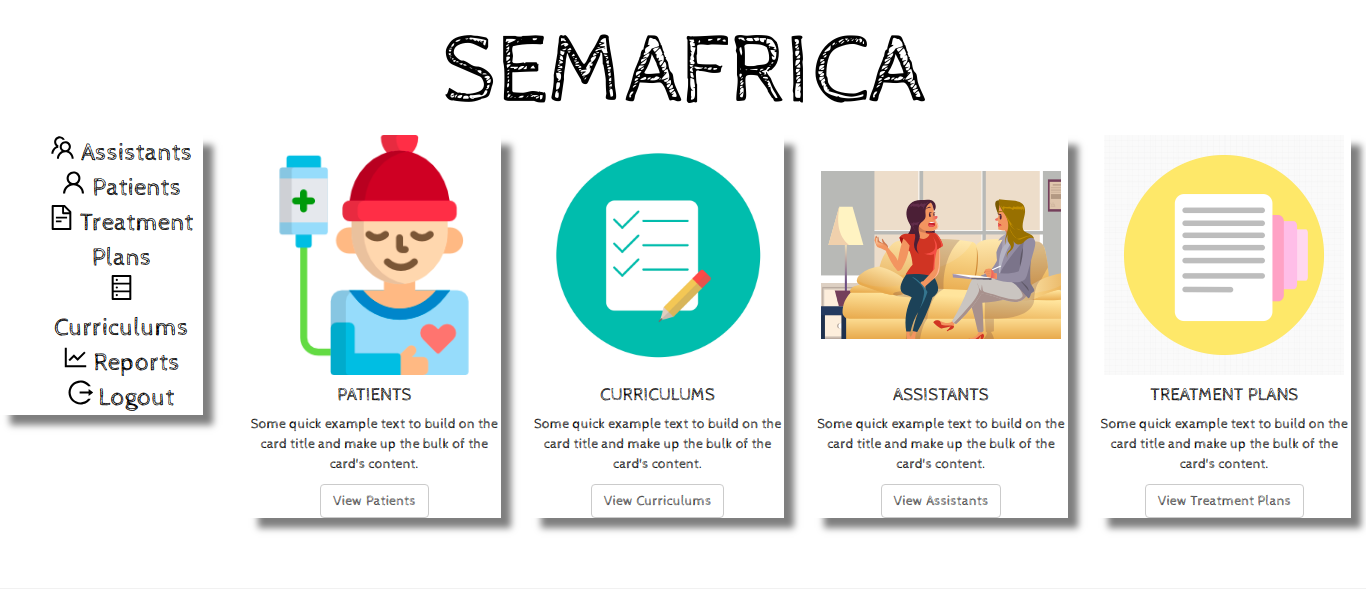 SEMAFRICA
Assistants
Patients
Treatment
Plans
Curriculums
Reports
Logout
PATIENTS
Some quick example text to build on the
card title and make up the bulk of the
card's content.
View Patients
CURRICULUMS
Some quick example text to build on the
card title and make up the bulk of the
card's content.
View Curriculums
ASSISTANTS
Some quick example text to build on the
card title and make up the bulk of the
card's content.
View Assistants
TREATMENT PLANS
Some quick example text to build on the
card title and make up the bulk of the
card's content.
View Treatment Plans